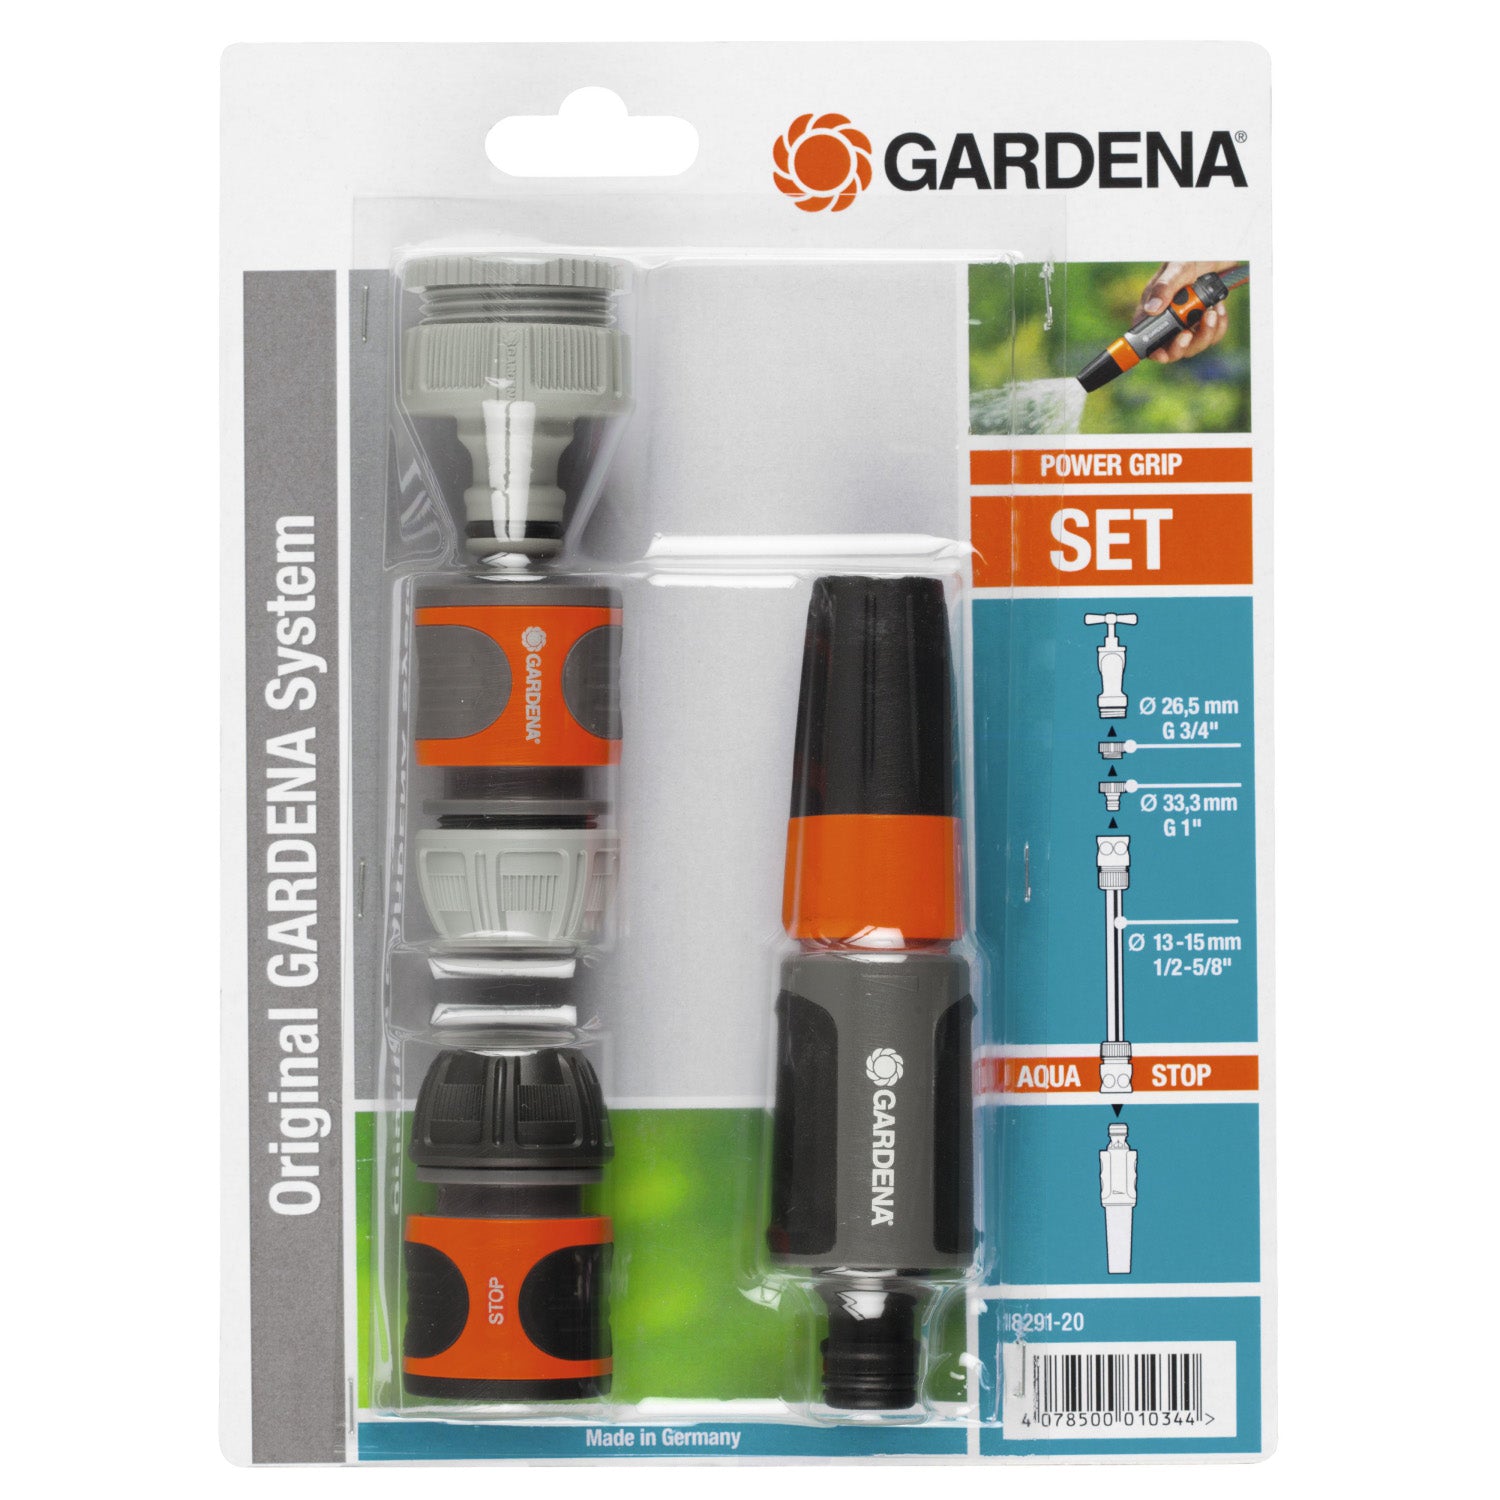 GARDENA®
Original GARDENA System
POWER GRIP
SET
GARDENA®
Ø 26,5 mm
G 3/4"
Ø 33,3 mm
G 1"
Ø 13-15 mm
1/2-5/8"
AQUA STOP
GARDENA®
STOP
18291-20
4 078500 010344 >
Made in Germany